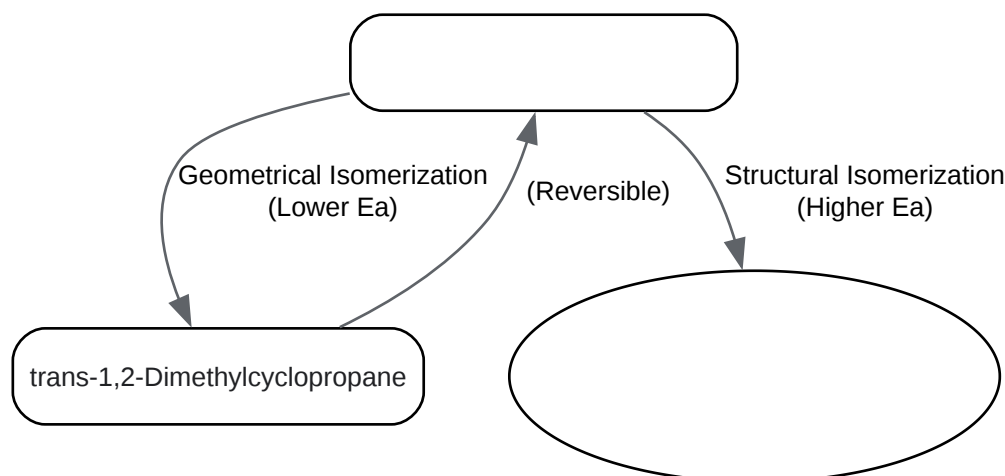 Geometrical Isomerization
(Lower Ea)
(Reversible)
Structural Isomerization
(Higher Ea)
trans-1,2-Dimethylcyclopropane